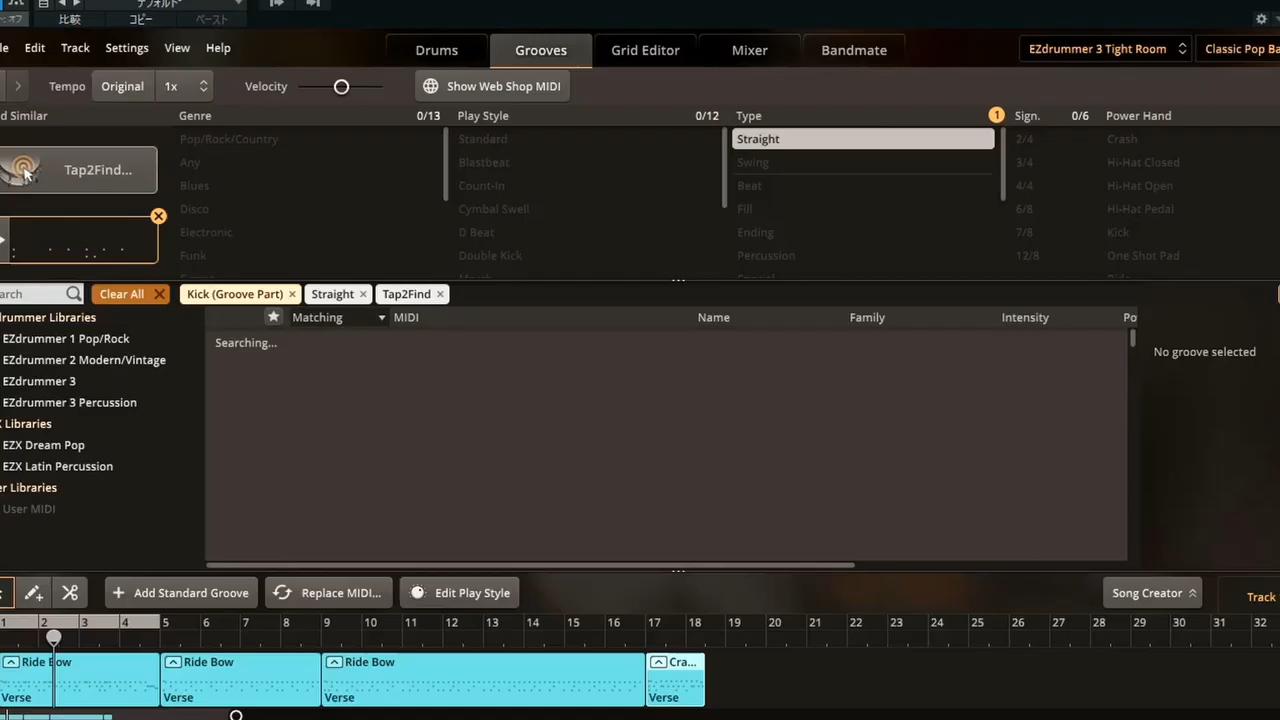 デフォルト
オフ 比較 コピー ペースト
le Edit Track Settings View Help
Drums Grooves Grid Editor Mixer Bandmate
EZdrummer 3 Tight Room Classic Pop Ba
Tempo Original 1x Velocity Show Web Shop MIDI
d Similar Genre 0/13 Play Style 0/12 Type 1 Sign. 0/6 Power Hand
Pop/Rock/Country Standard Straight 2/4 Crash
Any Blastbeat Swing 3/4 Hi-Hat Closed
Tap2Find...
Blues Count-In Beat 4/4 Hi-Hat Open
Disco Cymbal Swell Fill 6/8 Hi-Hat Pedal
Electronic D Beat Ending 7/8 Kick
Funk Double Kick Percussion 12/8 One Shot Pad
arch Clear All Kick (Groove Part) Straight Tap2Find
drummer Libraries Matching MIDI Name Family Intensity Po
EZdrummer 1 Pop/Rock Searching...
EZdrummer 2 Modern/Vintage No groove selected
EZdrummer 3
EZdrummer 3 Percussion
X Libraries
EZX Dream Pop
EZX Latin Percussion
er Libraries
User MIDI
Add Standard Groove Replace MIDI... Edit Play Style Song Creator Track
1 2 3 4 5 6 7 8 9 10 11 12 13 14 15 16 17 18 19 20 21 22 23 24 25 26 27 28 29 30 31 32
Ride Bow Ride Bow Ride Bow Cra...
Verse Verse Verse Verse